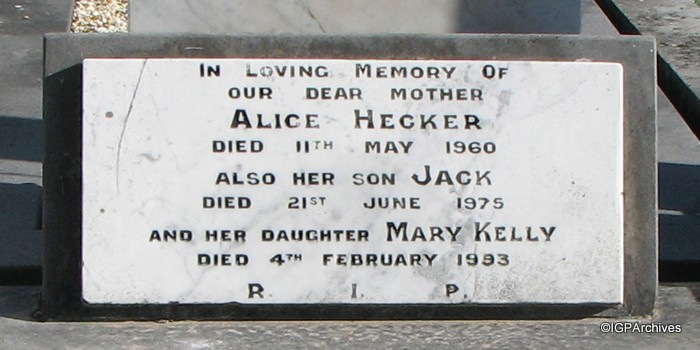 In Loving Memory Of
our dear mother
Alice Hecker
died 11th May 1960
also her son Jack
died 21st June 1975
and her daughter Mary Kelly
died 4th February 1993
R. I. P.
©IGPArchives